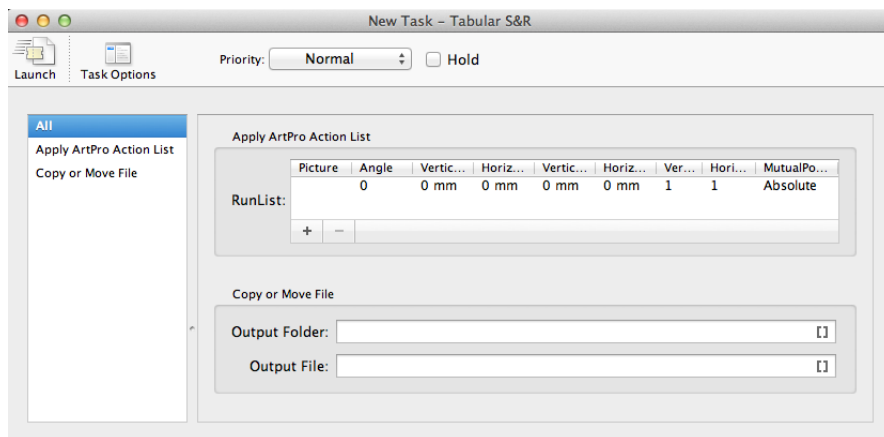 New Task - Tabular S&R
Launch
Task Options
Priority: Normal Hold
All
Apply ArtPro Action List
Copy or Move File
Apply ArtPro Action List
Picture Angle Vertic... Horiz... Vertic... Horiz... Ver... Hori... MutualPo...
0 0 mm 0 mm 0 mm 0 mm 1 1 Absolute
RunList:
+ −
Copy or Move File
Output Folder: []
Output File: []